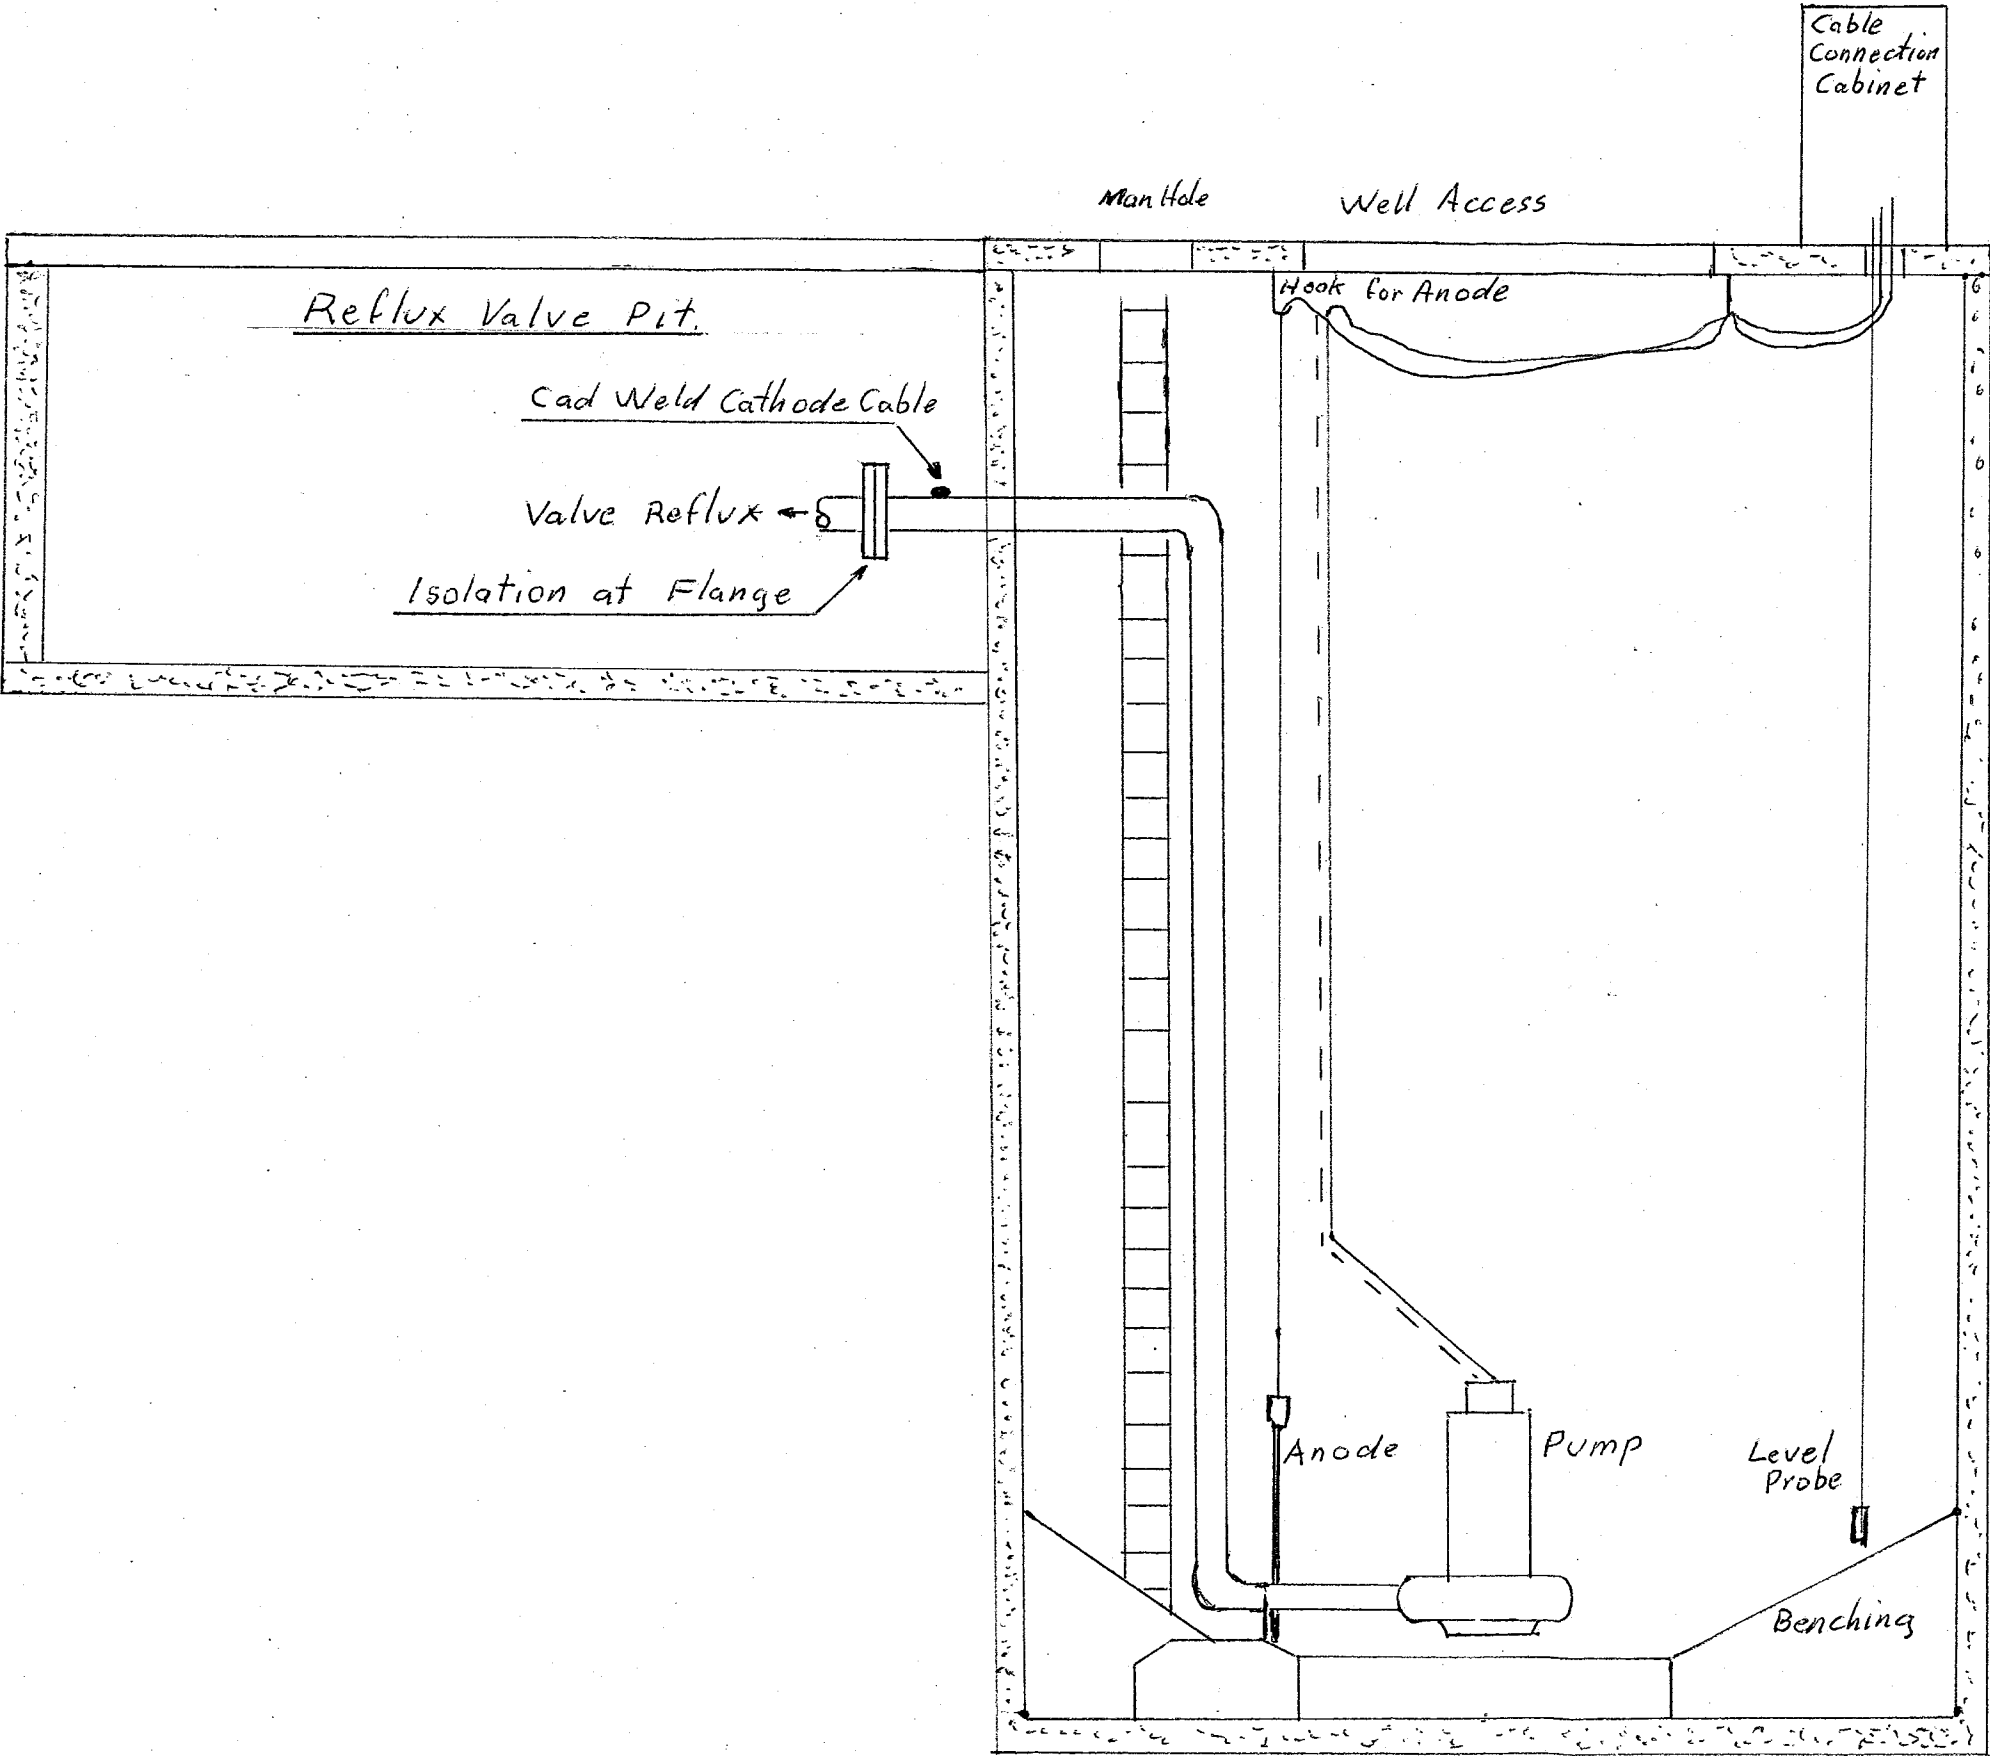 Cable
Connection
Cabinet
Man Hole
Well Access
Hook for Anode
Reflux Valve Pit.
Cad Weld Cathode Cable
Valve Reflux
Isolation at Flange
Anode
Pump
Level
Probe
Benching